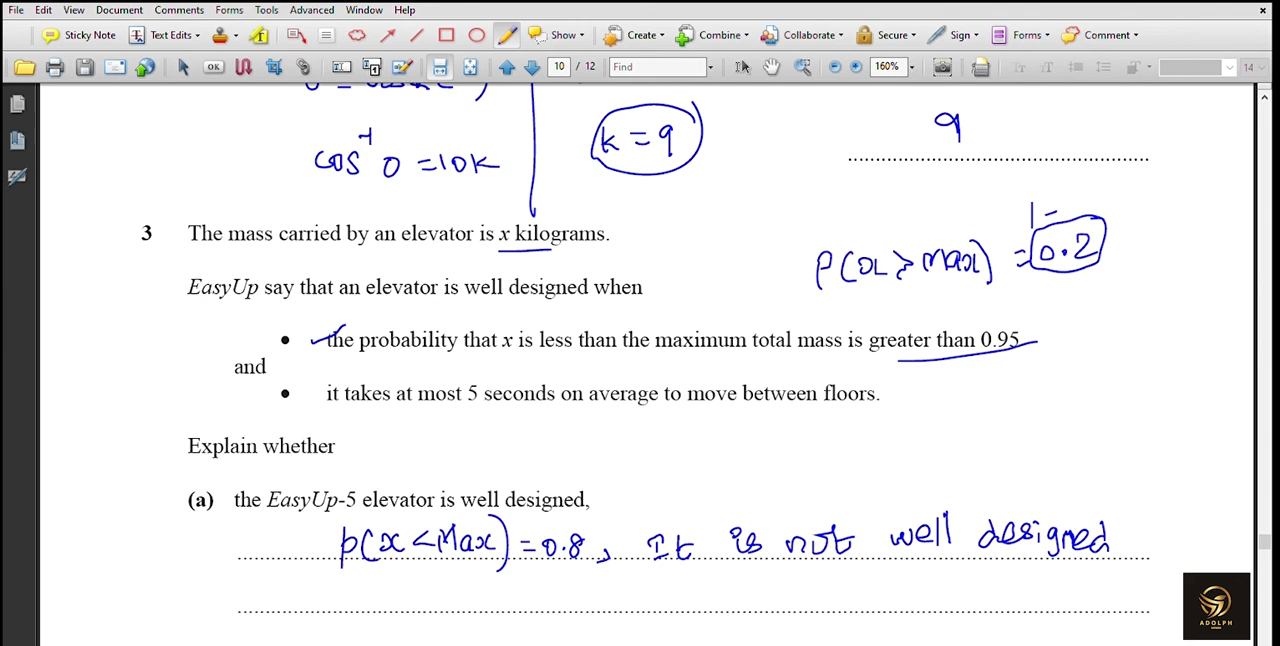 File Edit View Document Comments Forms Tools Advanced Window Help
Sticky Note Text Edits Show Create Combine Collaborate Secure Sign Forms Comment
OK 10 / 12 Find 160% 14
cos⁻¹ 0 = 10k
k = 9
9
3 The mass carried by an elevator is x kilograms.
1 -
P(x > Max) = 0.2
EasyUp say that an elevator is well designed when
• the probability that x is less than the maximum total mass is greater than 0.95
and
• it takes at most 5 seconds on average to move between floors.
Explain whether
(a) the EasyUp-5 elevator is well designed,
p(x < Max) = 0.8, It is not well designed
ADOLPH